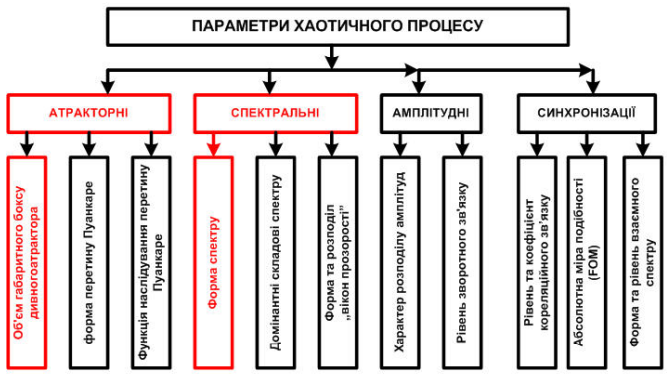 ПАРАМЕТРИ ХАОТИЧНОГО ПРОЦЕСУ
АТРАКТОРНІ
СПЕКТРАЛЬНІ
АМПЛІТУДНІ
СИНХРОНІЗАЦІЇ
Об'єм габаритного боксу
дивногоатрактора
форма перетину Пуанкаре
Функція наслідування перетину
Пуанкаре
Форма спектру
Домінантні складові спектру
Форма та розподіл
„вікон прозорості”
Характер розподілу амплітуд
Рівень зворотного зв'язку
Рівень та коефіцієнт
кореляційного зв'язку
Абсолютна міра подібності
(FOM)
Форма та рівень взаємного
спектру